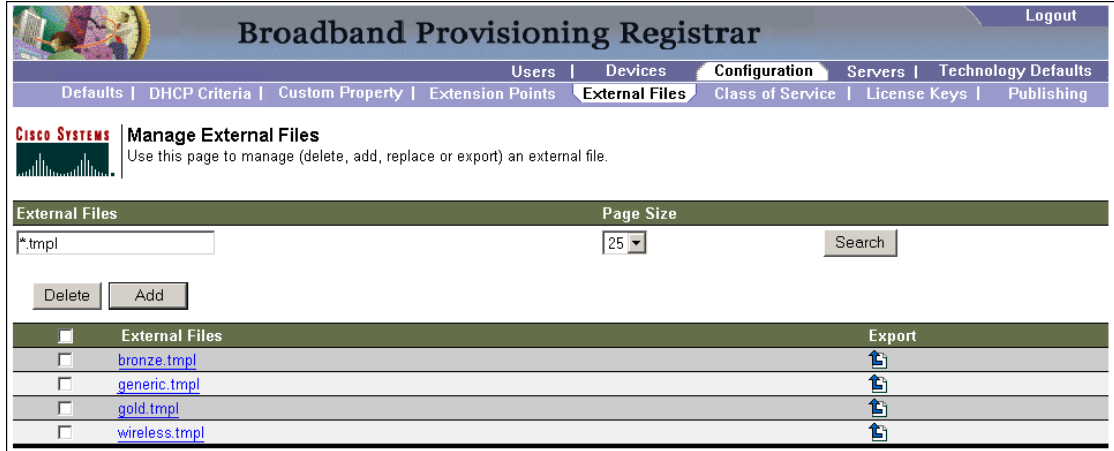 Logout
Broadband Provisioning Registrar
Users | Devices Configuration Servers | Technology Defaults
Defaults | DHCP Criteria | Custom Property | Extension Points External Files Class of Service | License Keys | Publishing
CISCO SYSTEMS
Manage External Files
Use this page to manage (delete, add, replace or export) an external file.
External Files Page Size
*.tmpl 25 Search
Delete Add
External Files Export
bronze.tmpl
generic.tmpl
gold.tmpl
wireless.tmpl